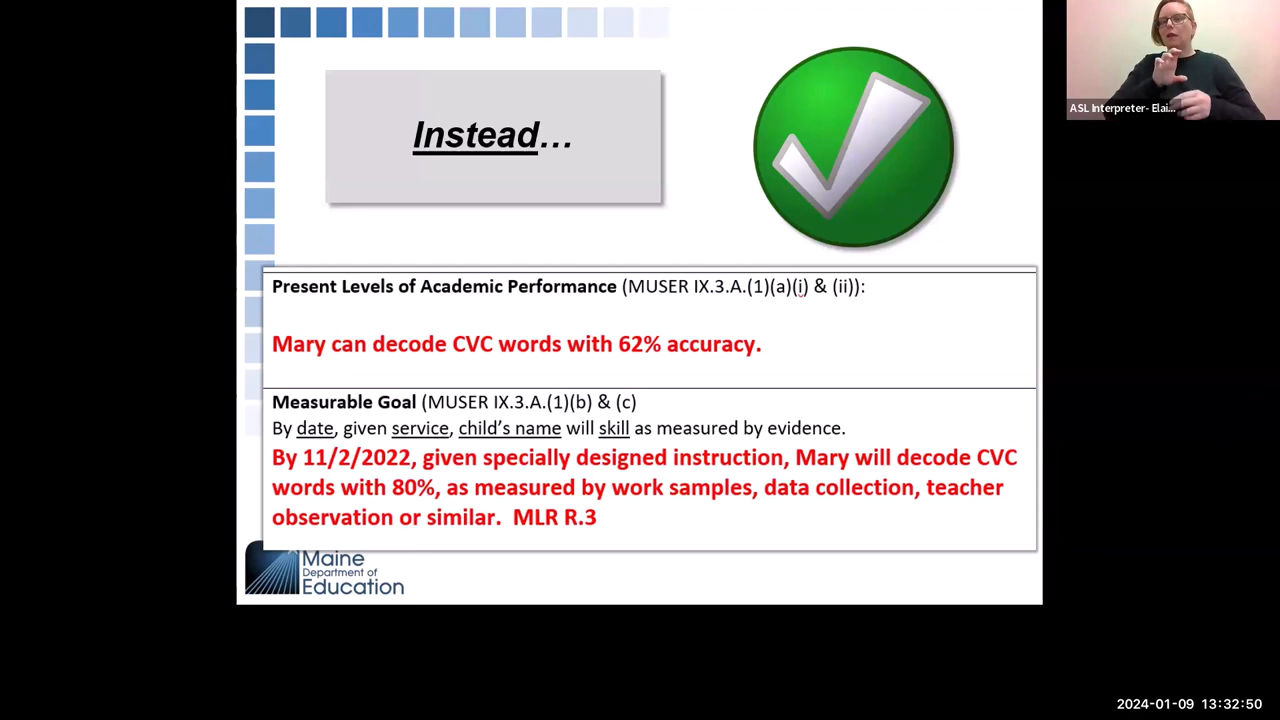 Instead...
ASL Interpreter- Elai...
Present Levels of Academic Performance (MUSER IX.3.A.(1)(a)(i) & (ii)):
Mary can decode CVC words with 62% accuracy.
Measurable Goal (MUSER IX.3.A.(1)(b) & (c)
By date, given service, child’s name will skill as measured by evidence.
By 11/2/2022, given specially designed instruction, Mary will decode CVC
words with 80%, as measured by work samples, data collection, teacher
observation or similar.  MLR R.3
Maine
Department of
Education
2024-01-09 13:32:50